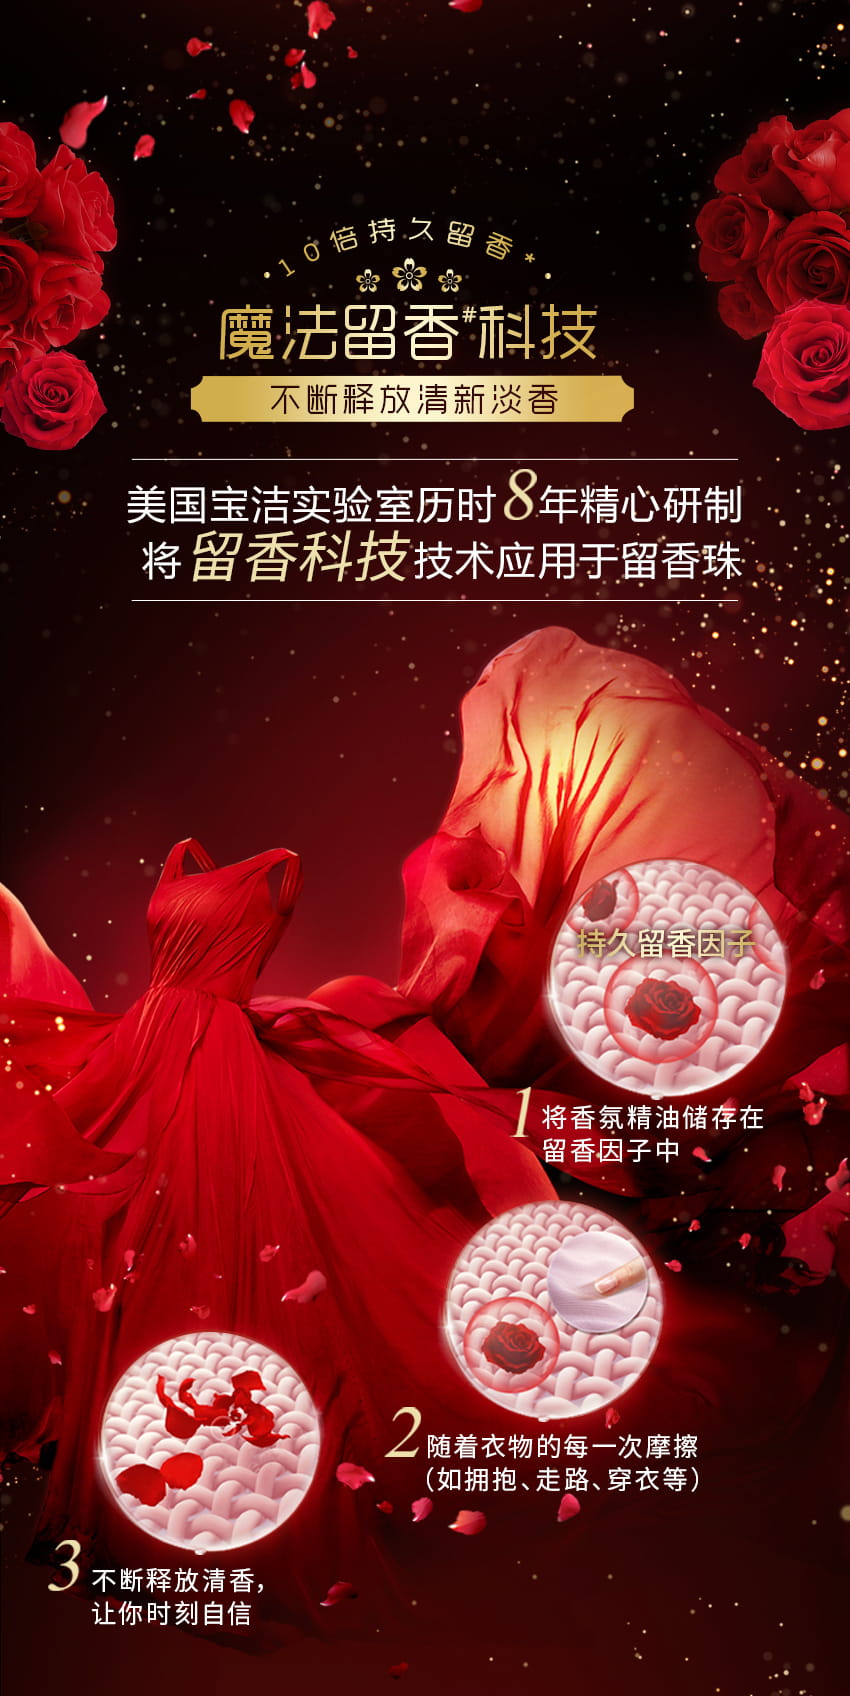 ·10倍持久留香*·
魔法留香#科技
不断释放清新淡香
美国宝洁实验室历时8年精心研制
将留香科技技术应用于留香珠
持久留香因子
1 将香氛精油储存在
留香因子中
2 随着衣物的每一次摩擦
（如拥抱、走路、穿衣等）
3 不断释放清香，
让你时刻自信